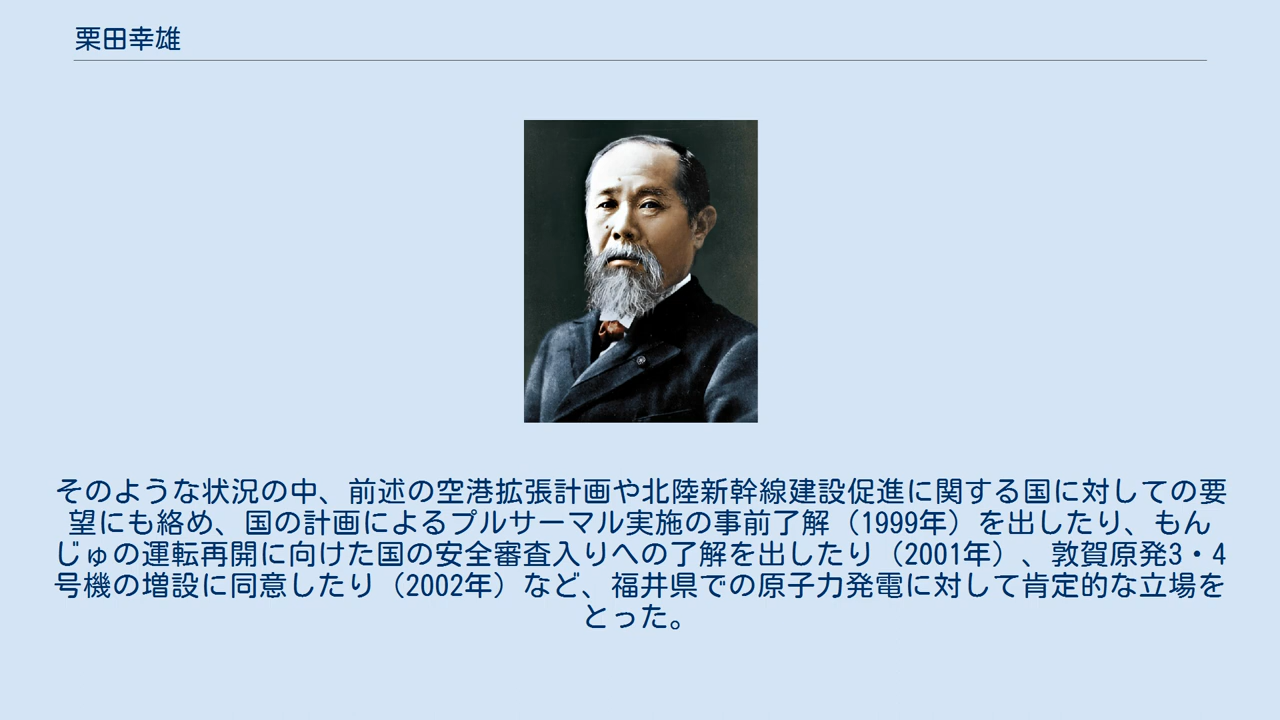 栗田幸雄
そのような状況の中、前述の空港拡張計画や北陸新幹線建設促進に関する国に対しての要
望にも絡め、国の計画によるプルサーマル実施の事前了解（1999年）を出したり、もん
じゅの運転再開に向けた国の安全審査入りへの了解を出したり（2001年）、敦賀原発3・4
号機の増設に同意したり（2002年）など、福井県での原子力発電に対して肯定的な立場を
とった。